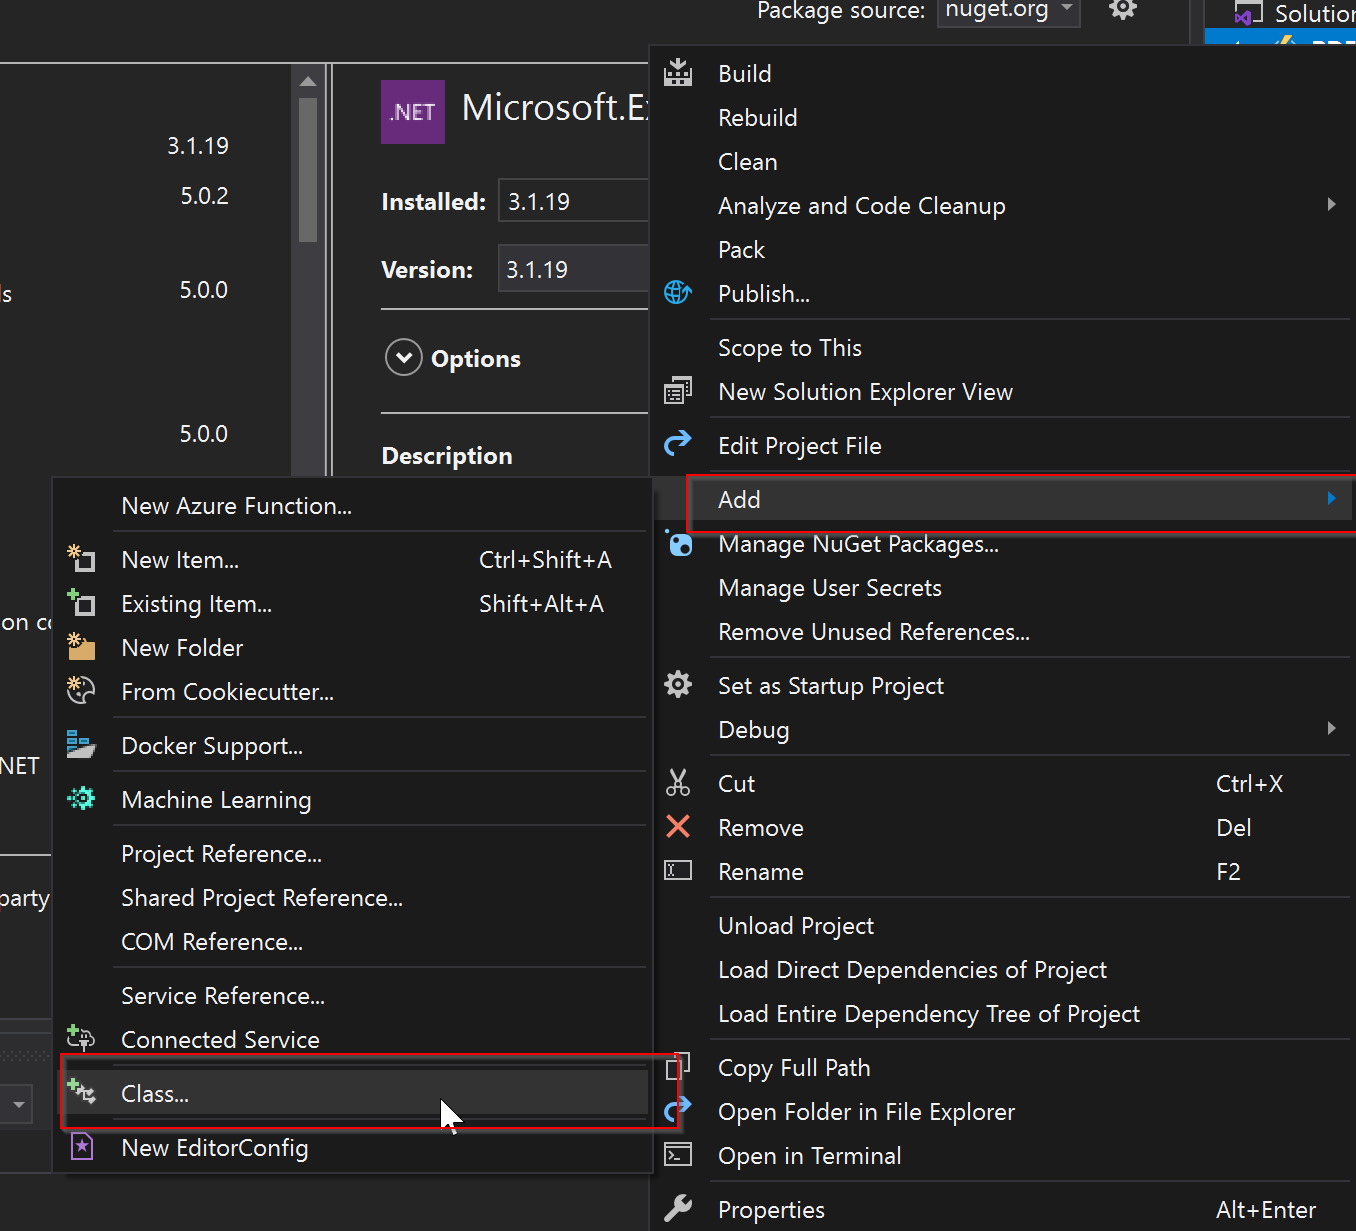 Package source:
nuget.org
Solution
3.1.19
5.0.2
5.0.0
5.0.0
on
NET
party
.NET
Microsoft.Ex
Installed:
3.1.19
Version:
3.1.19
Options
Description
Build
Rebuild
Clean
Analyze and Code Cleanup
Pack
Publish...
Scope to This
New Solution Explorer View
Edit Project File
Add
Manage NuGet Packages...
Manage User Secrets
Remove Unused References...
Set as Startup Project
Debug
Cut Ctrl+X
Remove Del
Rename F2
Unload Project
Load Direct Dependencies of Project
Load Entire Dependency Tree of Project
Copy Full Path
Open Folder in File Explorer
Open in Terminal
Properties Alt+Enter
New Azure Function...
New Item... Ctrl+Shift+A
Existing Item... Shift+Alt+A
New Folder
From Cookiecutter...
Docker Support...
Machine Learning
Project Reference...
Shared Project Reference...
COM Reference...
Service Reference...
Connected Service
Class...
New EditorConfig